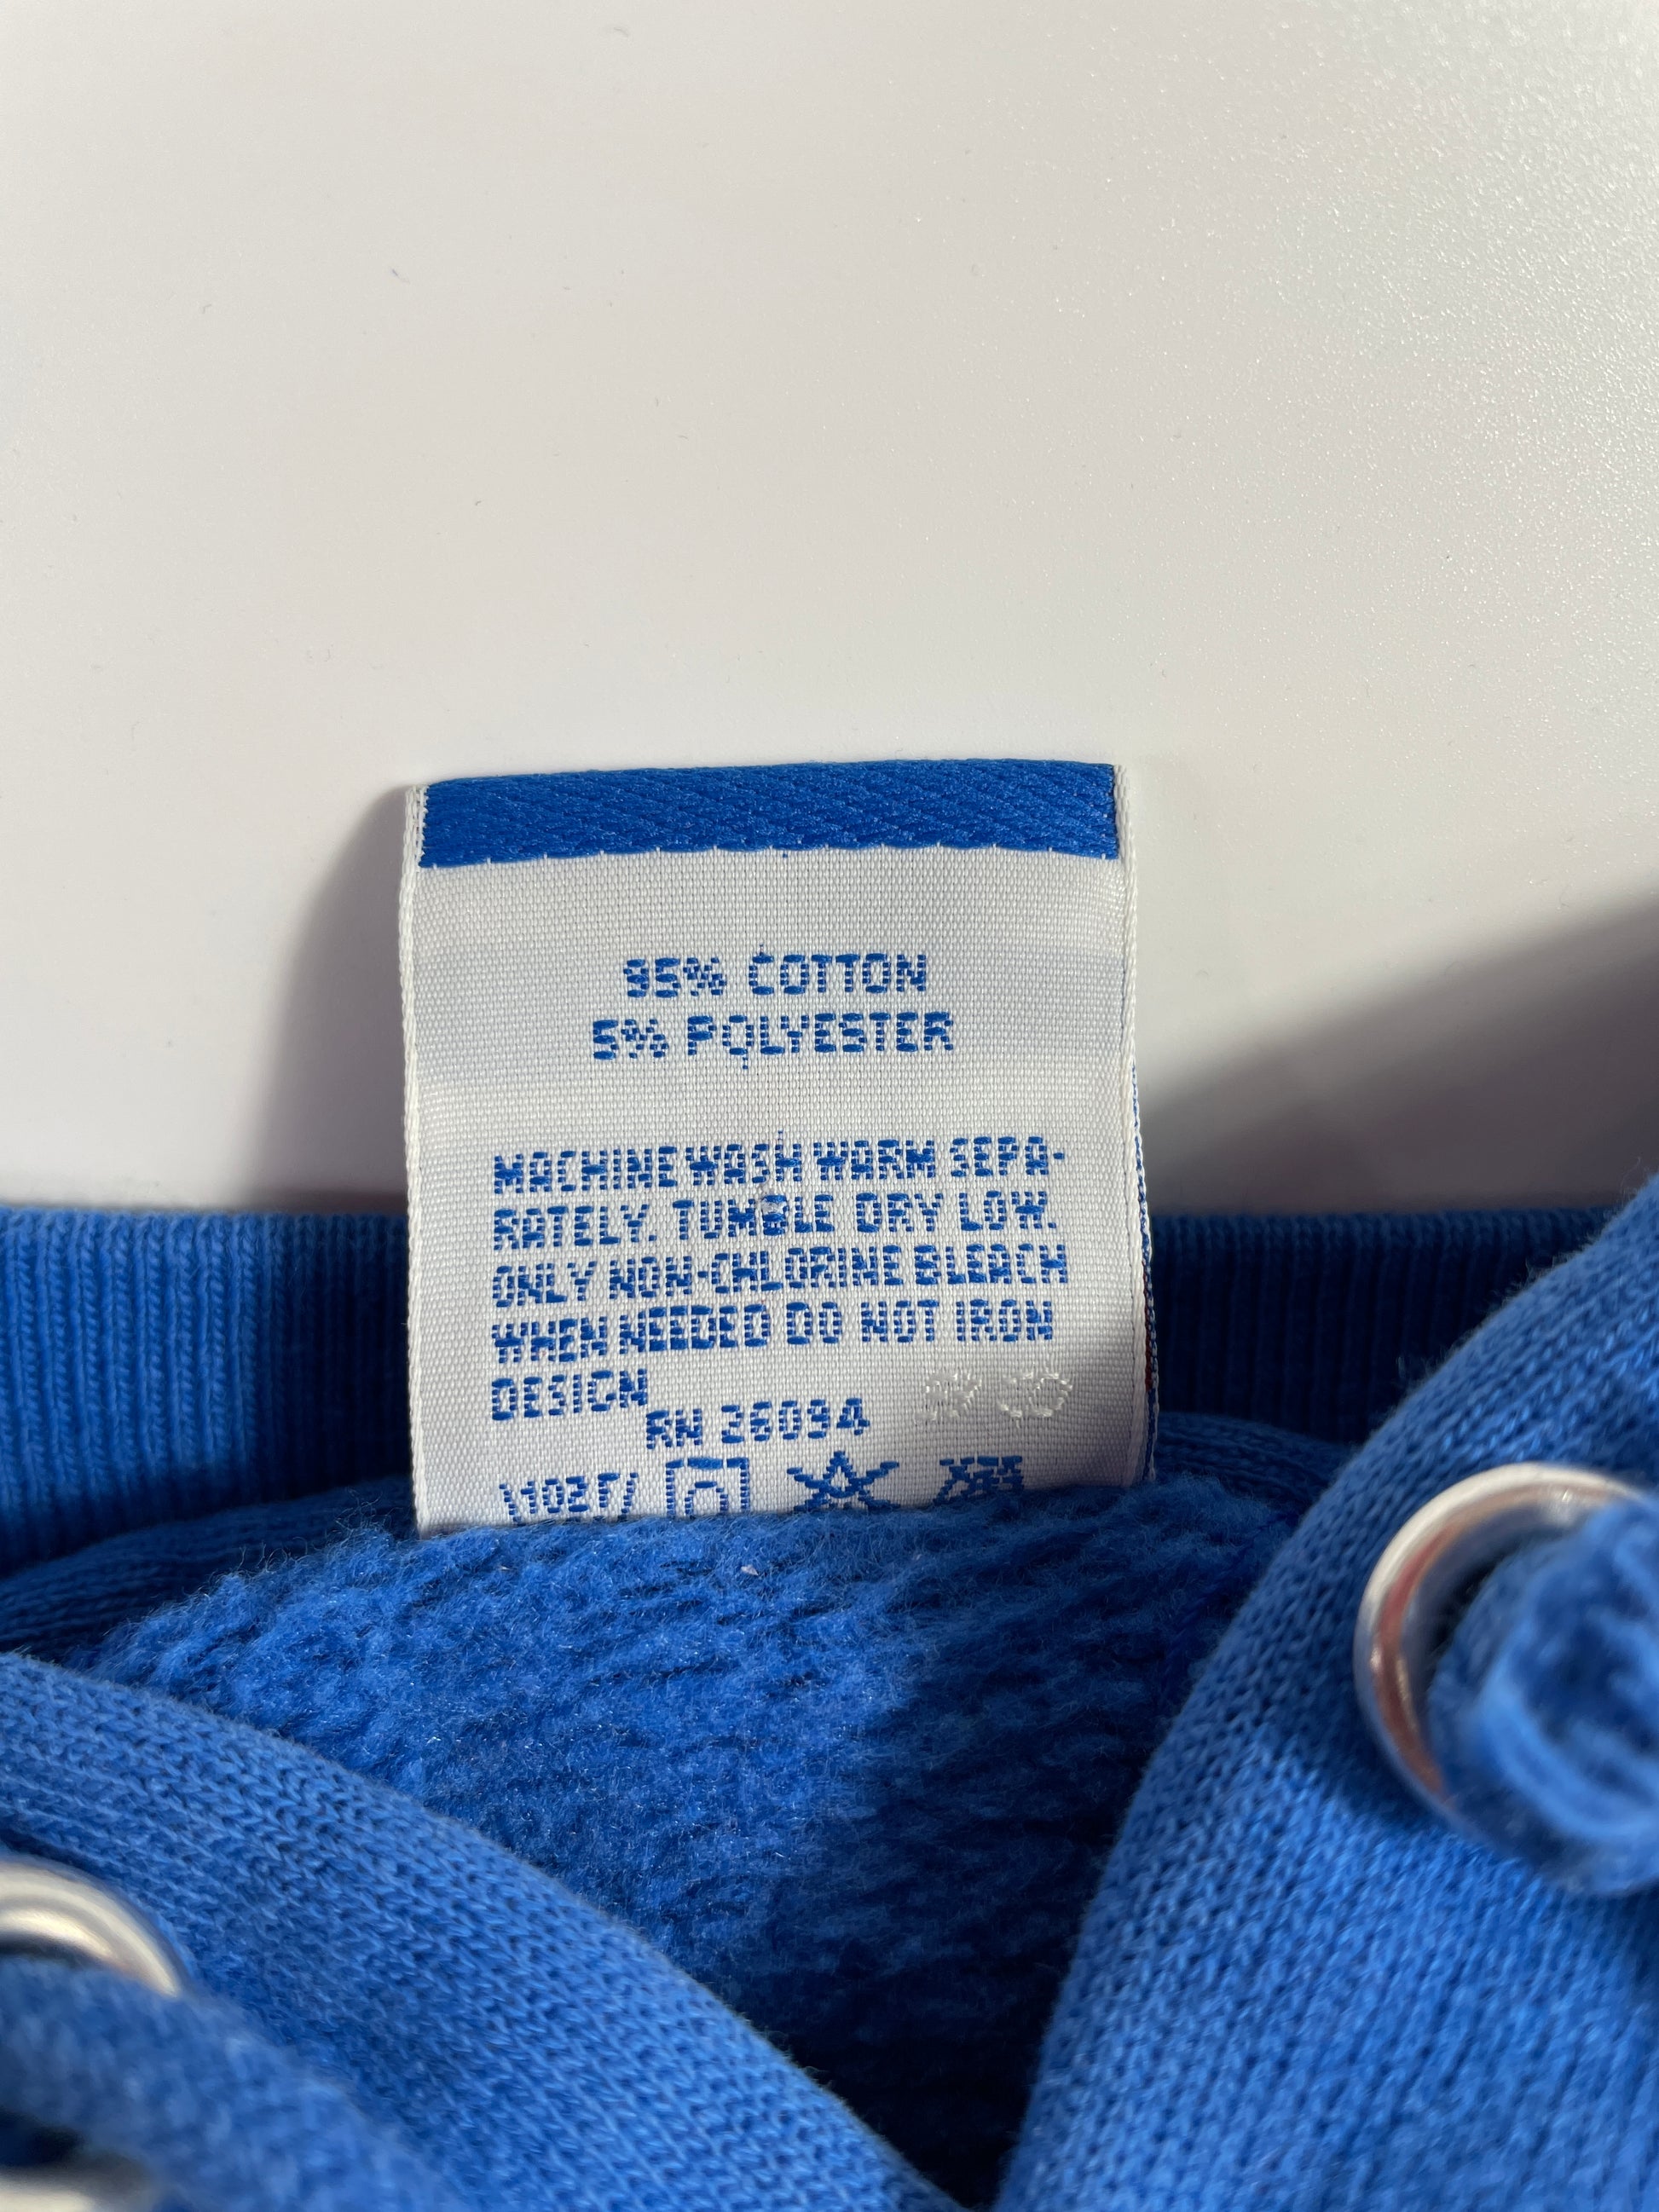 95% COTTON
5% POLYESTER
MACHINE WASH WARM SEPA-
RATELY. TUMBLE DRY LOW.
ONLY NON-CHLORINE BLEACH
WHEN NEEDED DO NOT IRON
DESIGN
RN 26094